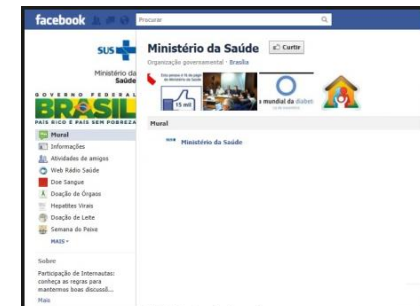 facebook
Procurar
SUS
Ministério da
Saúde
GOVERNO FEDERAL
BRASIL
PAÍS RICO É PAÍS SEM POBREZA
Mural
Informações
Atividades de amigos
Web Rádio Saúde
Doe Sangue
Doação de Órgãos
Hepatites Virais
Doação de Leite
Semana do Peixe
MAIS
Sobre
Participação de Internautas:
conheça as regras para
mantermos boas discussõ...
Mais
Ministério da Saúde
Curtir
Organização governamental · Brasília
15 mil
a mundial da diabet
Mural
Ministério da Saúde